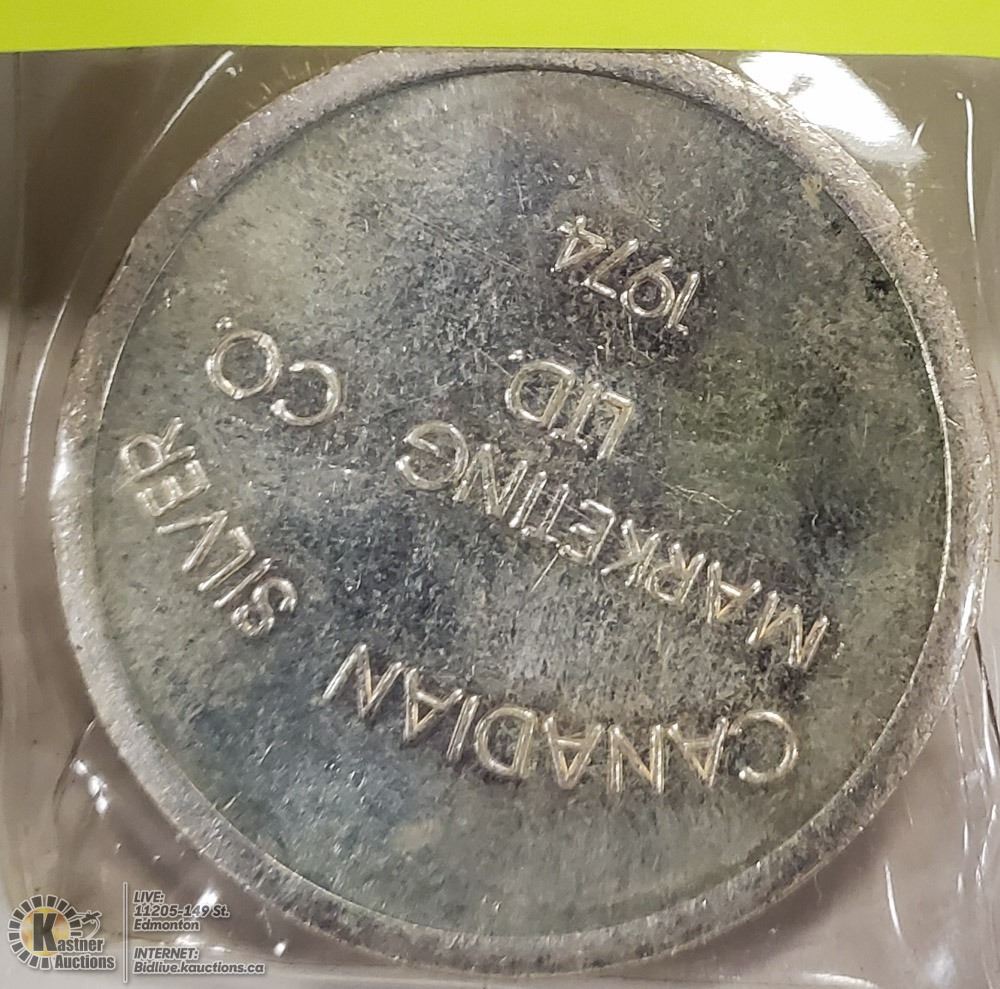 CANADIAN SILVER CO.
MARKETING
LTD.
1974
Kastner
Auctions
LIVE:
11205-149 St.
Edmonton
INTERNET:
Bidlive.kauctions.ca